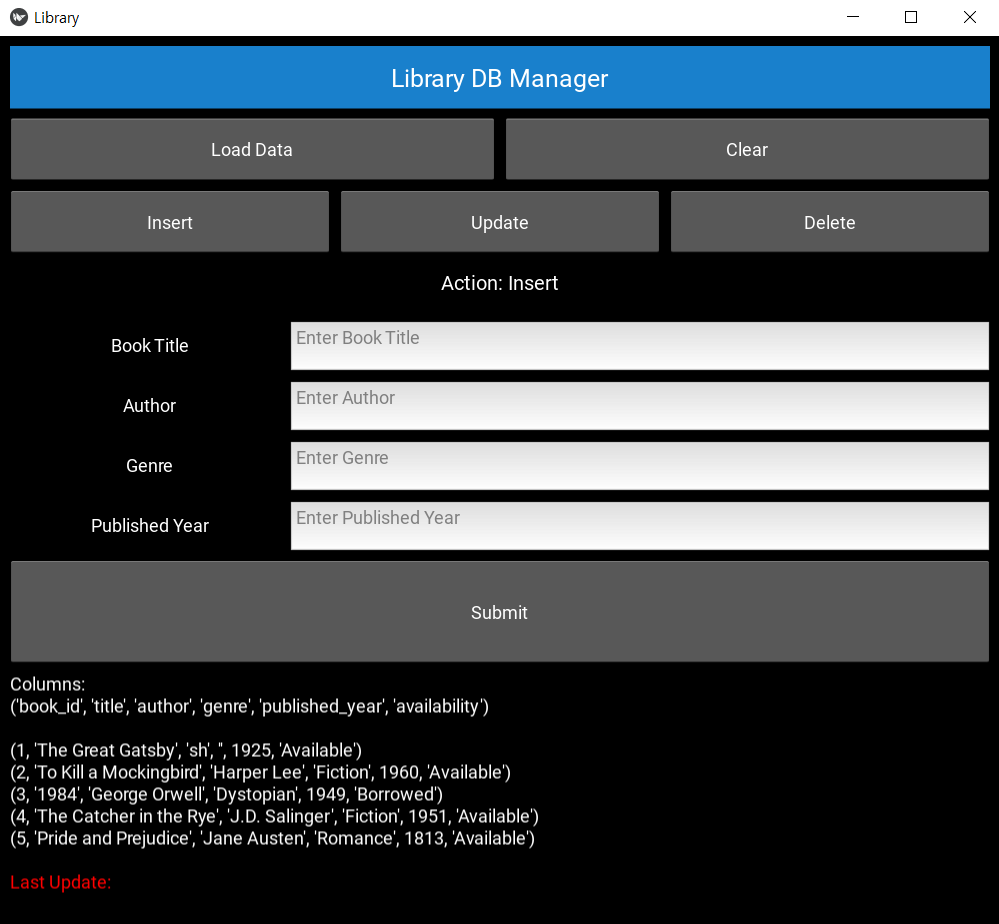 Library
Library DB Manager
Load Data Clear
Insert Update Delete
Action: Insert
Book Title Enter Book Title
Author Enter Author
Genre Enter Genre
Published Year Enter Published Year
Submit
Columns:
('book_id', 'title', 'author', 'genre', 'published_year', 'availability')
(1, 'The Great Gatsby', 'sh', '', 1925, 'Available')
(2, 'To Kill a Mockingbird', 'Harper Lee', 'Fiction', 1960, 'Available')
(3, '1984', 'George Orwell', 'Dystopian', 1949, 'Borrowed')
(4, 'The Catcher in the Rye', 'J.D. Salinger', 'Fiction', 1951, 'Available')
(5, 'Pride and Prejudice', 'Jane Austen', 'Romance', 1813, 'Available')
Last Update: